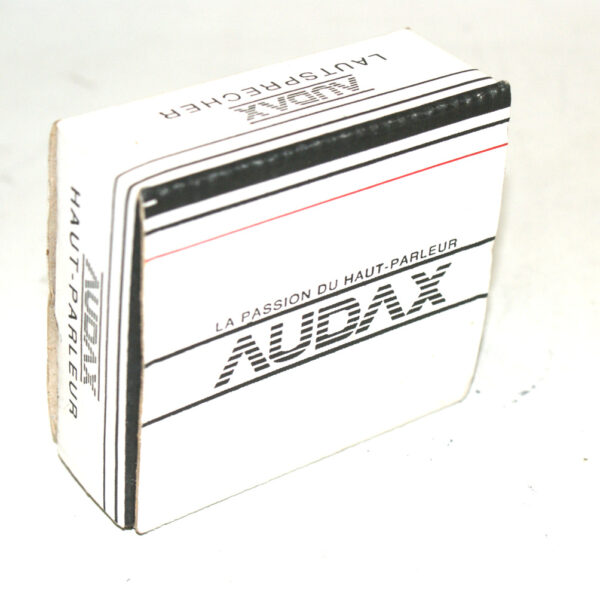 AUDAX
LAUTSPRECHER
AUDAX
HAUT-PARLEUR
LA PASSION DU HAUT-PARLEUR
AUDAX